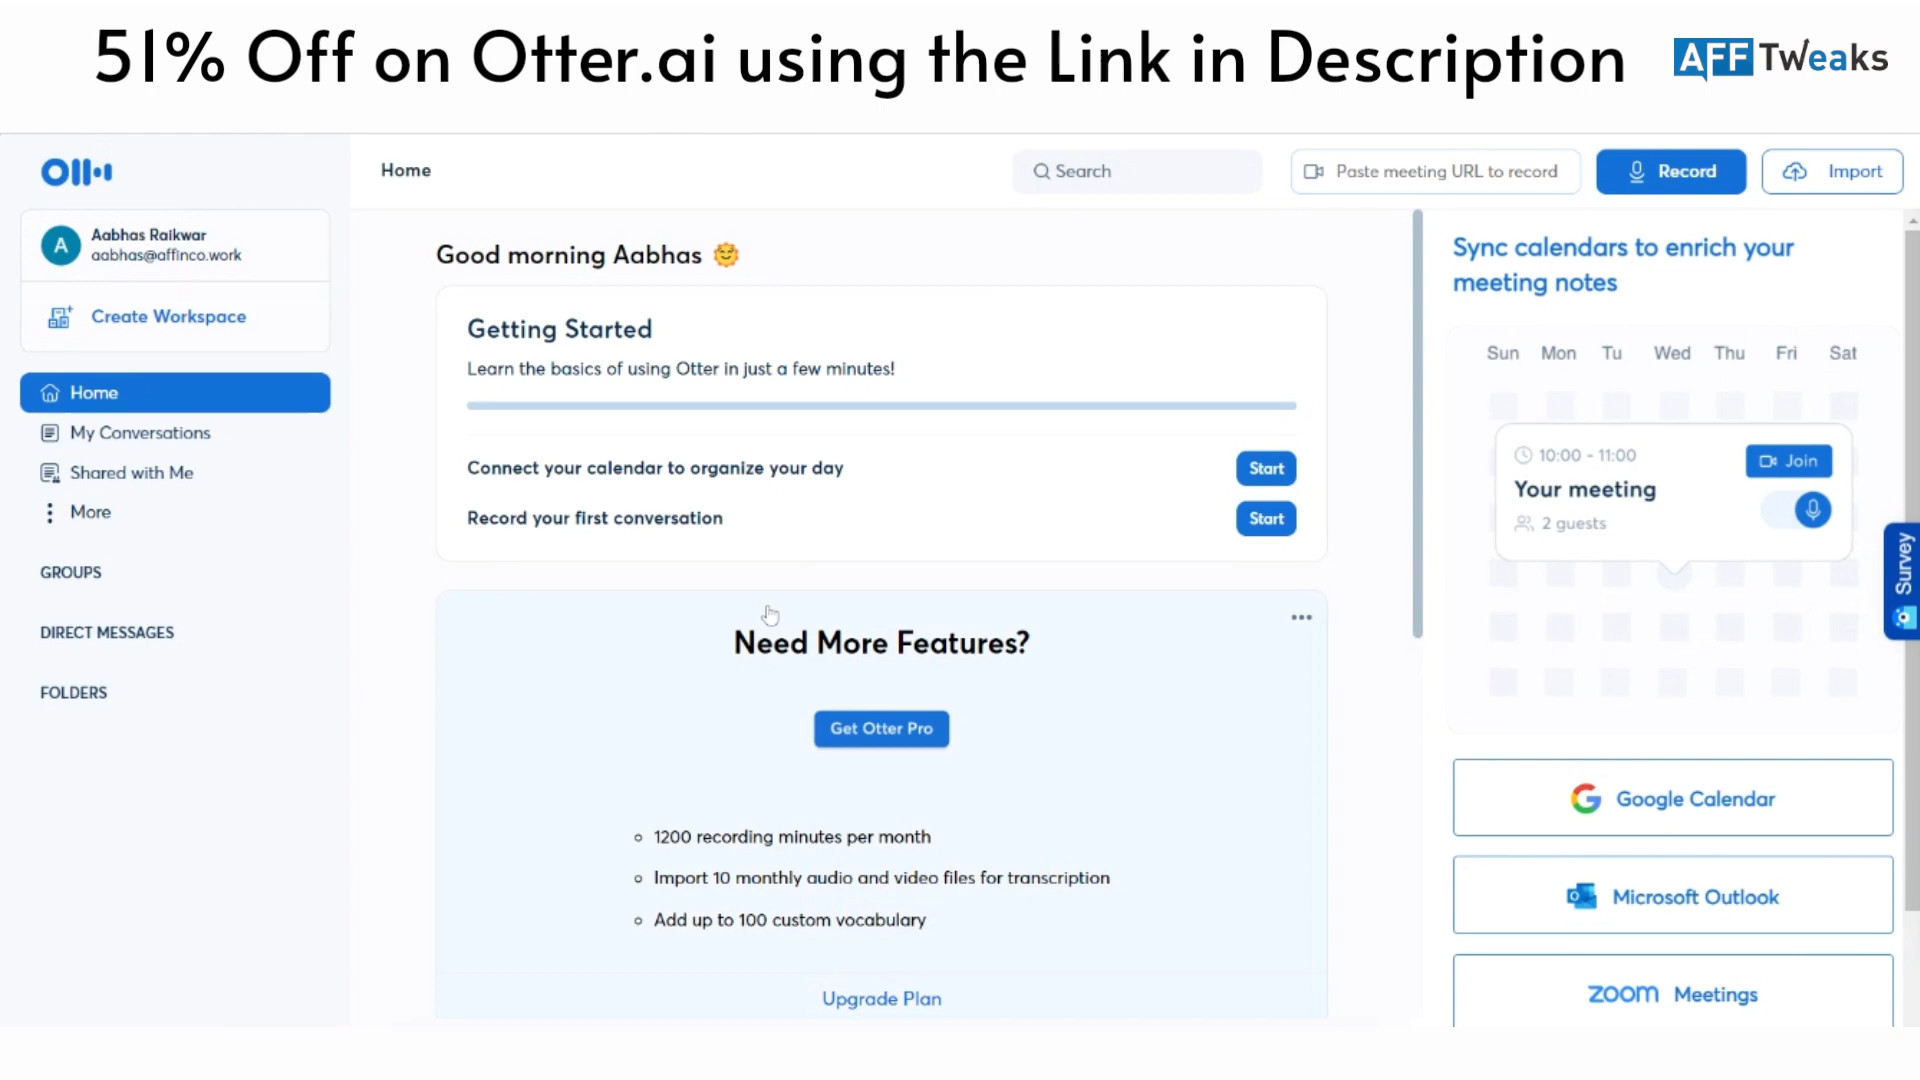 51% Off on Otter.ai using the Link in Description
AFF Tweaks
Home
Search
Paste meeting URL to record
Record
Import
A
Aabhas Raikwar
aabhas@affinco.work
Create Workspace
Home
My Conversations
Shared with Me
More
GROUPS
DIRECT MESSAGES
FOLDERS
Good morning Aabhas
Getting Started
Learn the basics of using Otter in just a few minutes!
Connect your calendar to organize your day
Start
Record your first conversation
Start
Need More Features?
Get Otter Pro
1200 recording minutes per month
Import 10 monthly audio and video files for transcription
Add up to 100 custom vocabulary
Upgrade Plan
Sync calendars to enrich your
meeting notes
Sun Mon Tu Wed Thu Fri Sat
10:00 - 11:00
Join
Your meeting
2 guests
Survey
Google Calendar
Microsoft Outlook
zoom Meetings